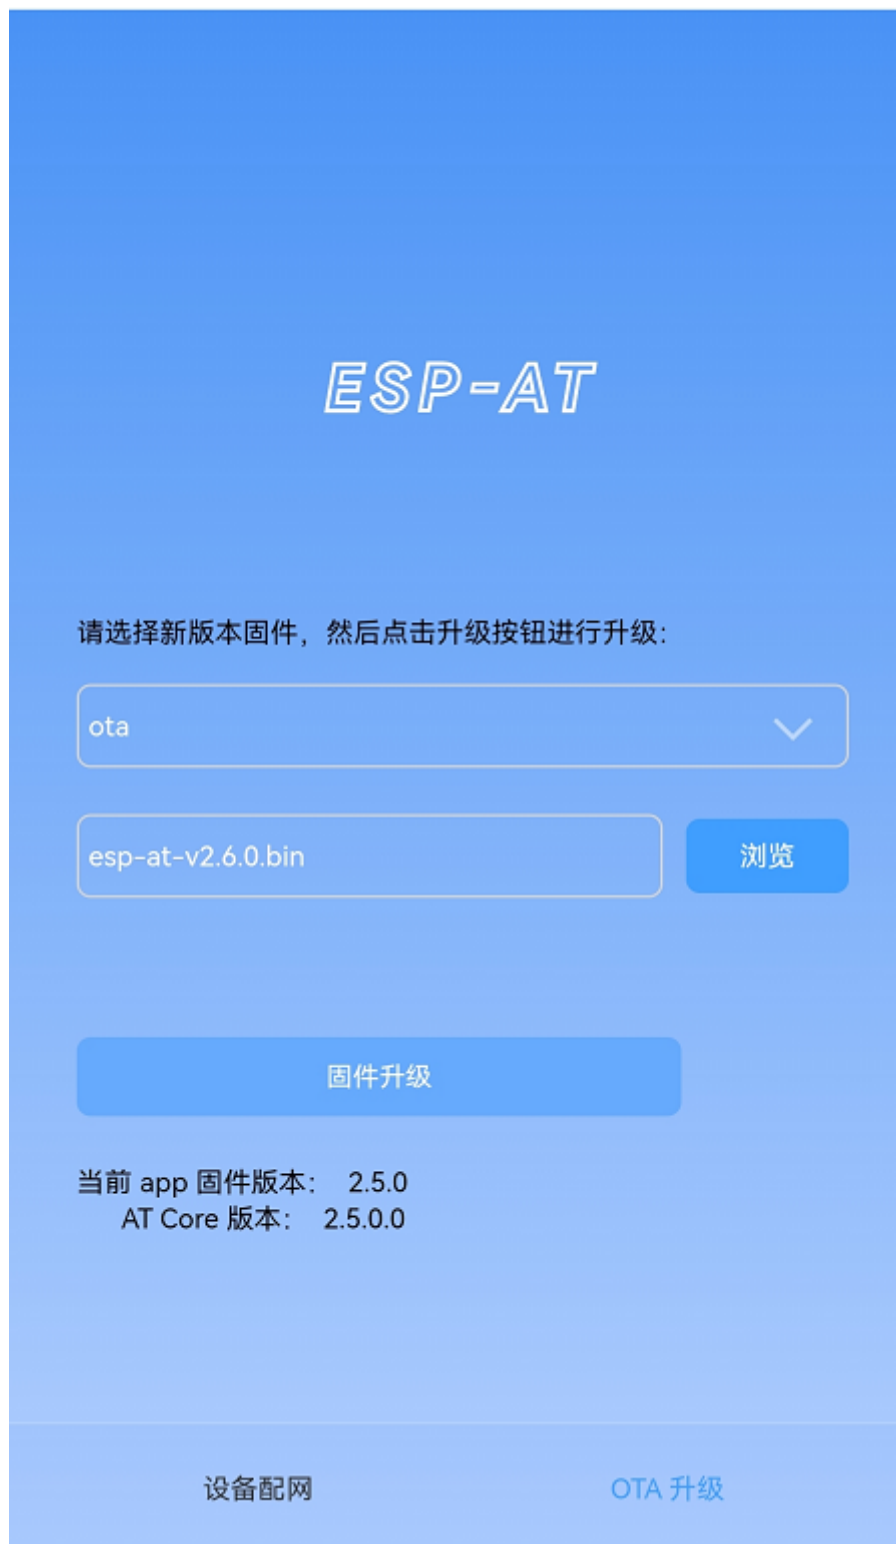 ESP-AT
请选择新版本固件，然后点击升级按钮进行升级：
ota
esp-at-v2.6.0.bin
浏览
固件升级
当前 app 固件版本： 2.5.0
AT Core 版本： 2.5.0.0
设备配网
OTA 升级